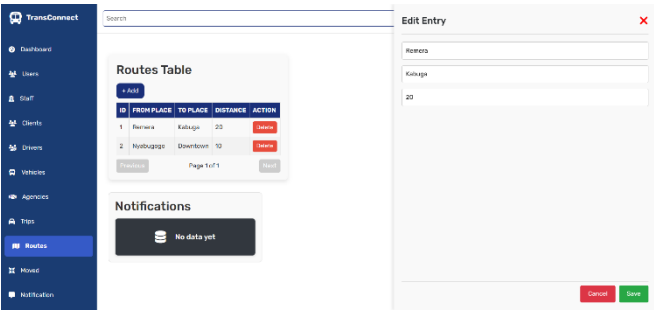 TransConnect
Search
Dashboard
Users
Staff
Clients
Drivers
Vehicles
Agencies
Trips
Routes
Moved
Notification
Routes Table
+ Add
ID FROM PLACE TO PLACE DISTANCE ACTION
1 Remera Kabuga 20 Delete
2 Nyabugogo Downtown 10 Delete
Previous Page 1 of 1 Next
Notifications
No data yet
Edit Entry
Remera
Kabuga
20
Cancel Save